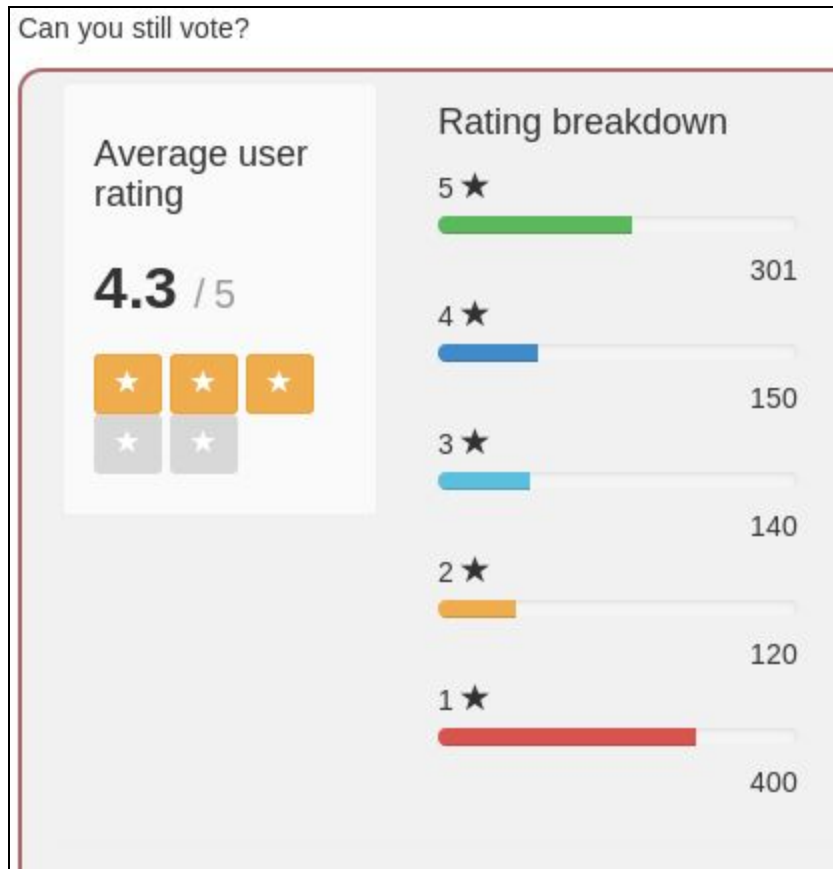 Can you still vote?
Average user
rating
4.3 / 5
Rating breakdown
5 ★
301
4 ★
150
3 ★
140
2 ★
120
1 ★
400